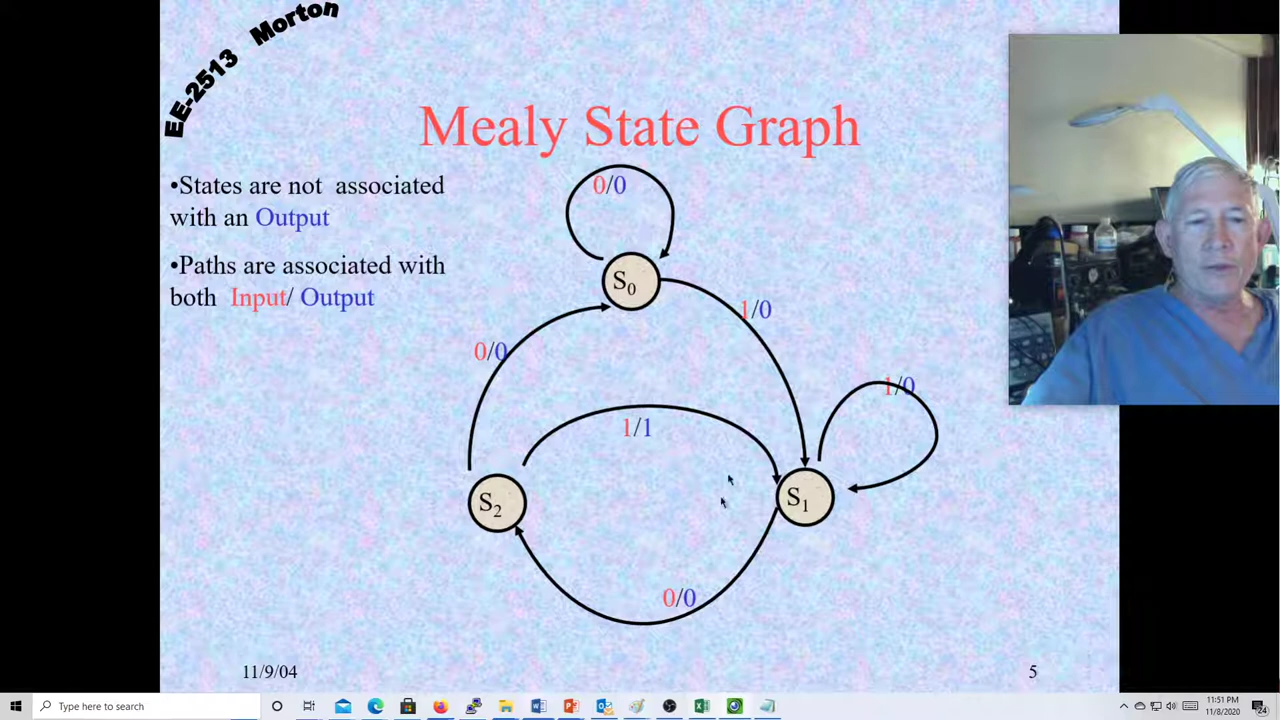 EE-2513 Morton
Mealy State Graph
•States are not associated
with an Output
•Paths are associated with
both Input/ Output
0/0
S0
1/0
0/0
1/0
1/1
S2
S1
0/0
11/9/04
5
Type here to search
11:51 PM
11/8/2020
24